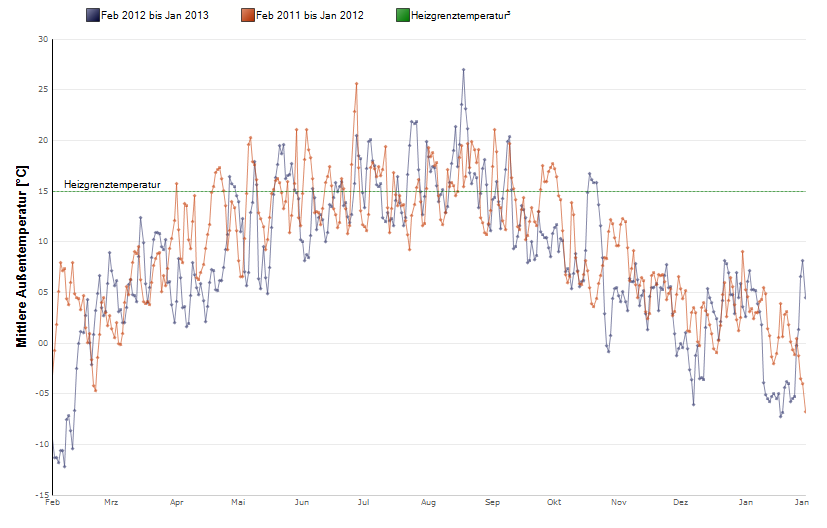 Feb 2012 bis Jan 2013 Feb 2011 bis Jan 2012 Heizgrenztemperatur³
Mittlere Außentemperatur [°C]
30
25
20
15
10
05
00
-05
-10
-15
Heizgrenztemperatur
Feb Mrz Apr Mai Jun Jul Aug Sep Okt Nov Dez Jan Jan